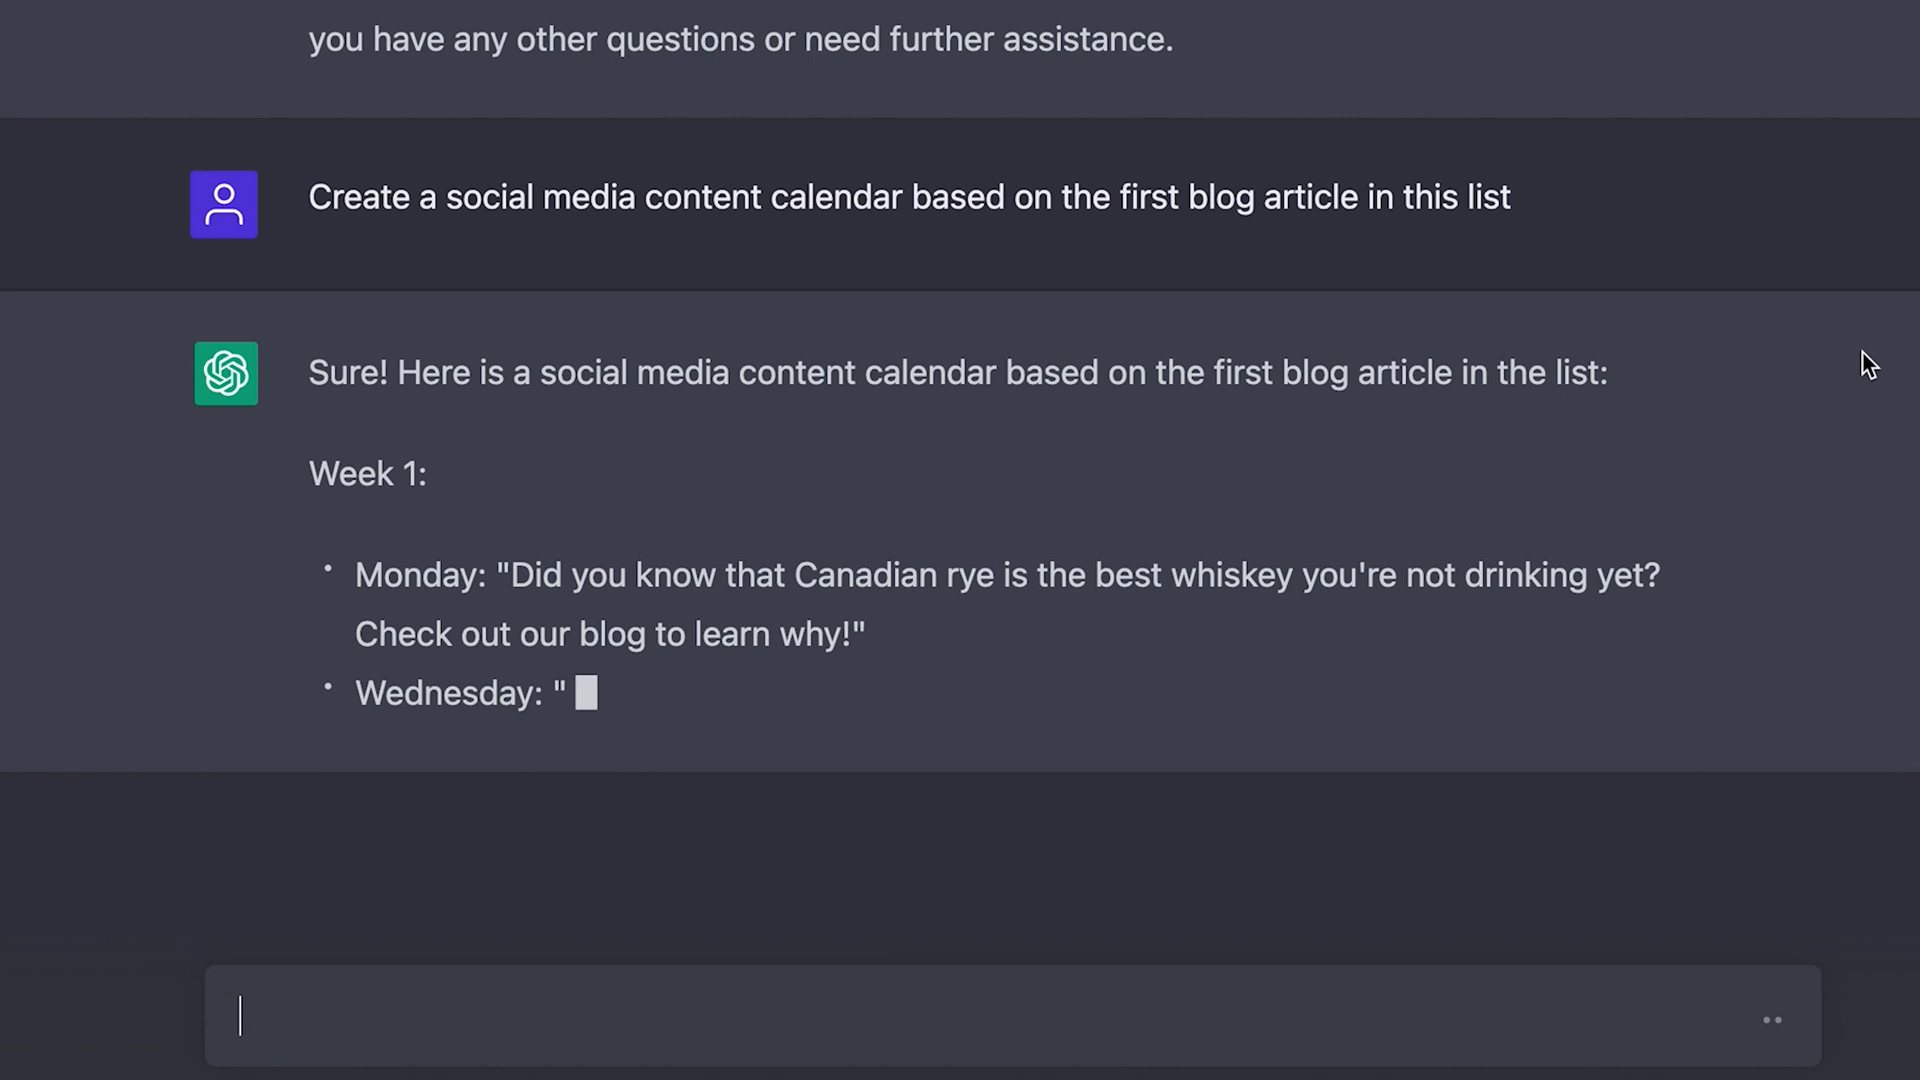 you have any other questions or need further assistance.
Create a social media content calendar based on the first blog article in this list
Sure! Here is a social media content calendar based on the first blog article in the list:
Week 1:
• Monday: "Did you know that Canadian rye is the best whiskey you're not drinking yet?
Check out our blog to learn why!"
• Wednesday: "